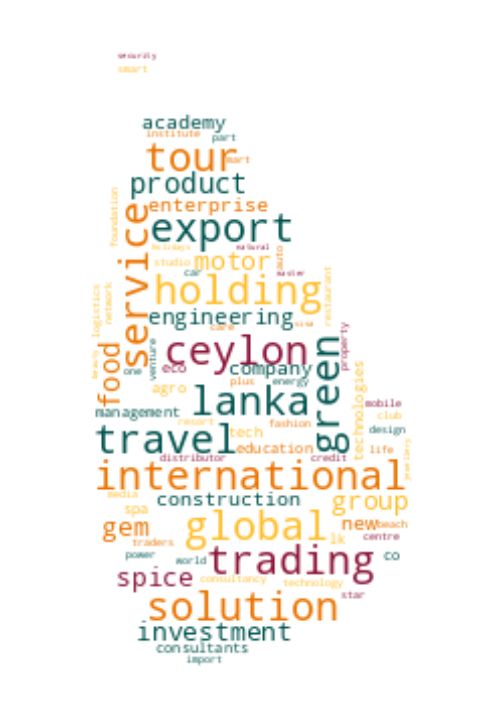 security
smart
academy
institute
part
tour
mart
product
foundation
enterprise
service
export
holidays
natural
motor
auto
studio
car
master
holding
restaurant
logistics
network
engineering
visa
care
ceylon
property
green
venture
food
one
eco
company
beauty
plus
energy
agro
technologies
lanka
resort
fashion
mobile
management
club
travel
tech
design
education
life
distributor
credit
jewellery
international
media
construction
group
spa
gem
global
new
beach
traders
lk
centre
power
world
trading
co
spice
consultancy
technology
star
solution
investment
consultants
import